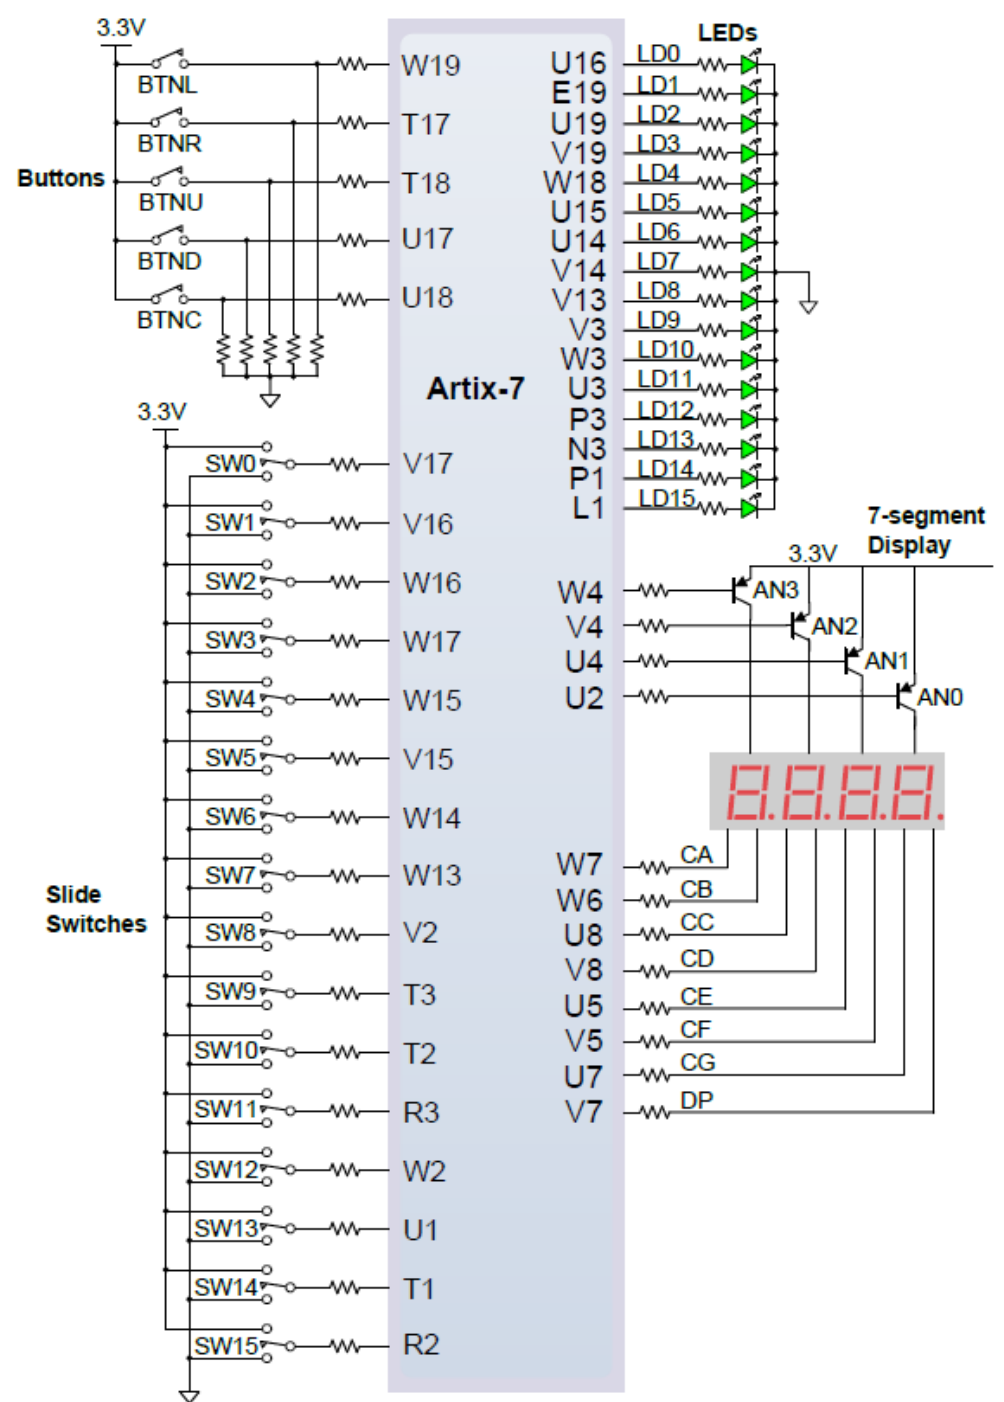 3.3V
BTNL
BTNR
BTNU
BTND
BTNC
Buttons
W19
T17
T18
U17
U18
Artix-7
LEDs
U16 LD0
E19 LD1
U19 LD2
V19 LD3
W18 LD4
U15 LD5
U14 LD6
V14 LD7
V13 LD8
V3 LD9
W3 LD10
U3 LD11
P3 LD12
N3 LD13
P1 LD14
L1 LD15
3.3V
SW0 V17
SW1 V16
SW2 W16
SW3 W17
SW4 W15
SW5 V15
SW6 W14
SW7 W13
SW8 V2
SW9 T3
SW10 T2
SW11 R3
SW12 W2
SW13 U1
SW14 T1
SW15 R2
Slide
Switches
7-segment
Display
3.3V
W4 AN3
V4 AN2
U4 AN1
U2 AN0
8.8.8.8.
W7 CA
W6 CB
U8 CC
V8 CD
U5 CE
V5 CF
U7 CG
V7 DP